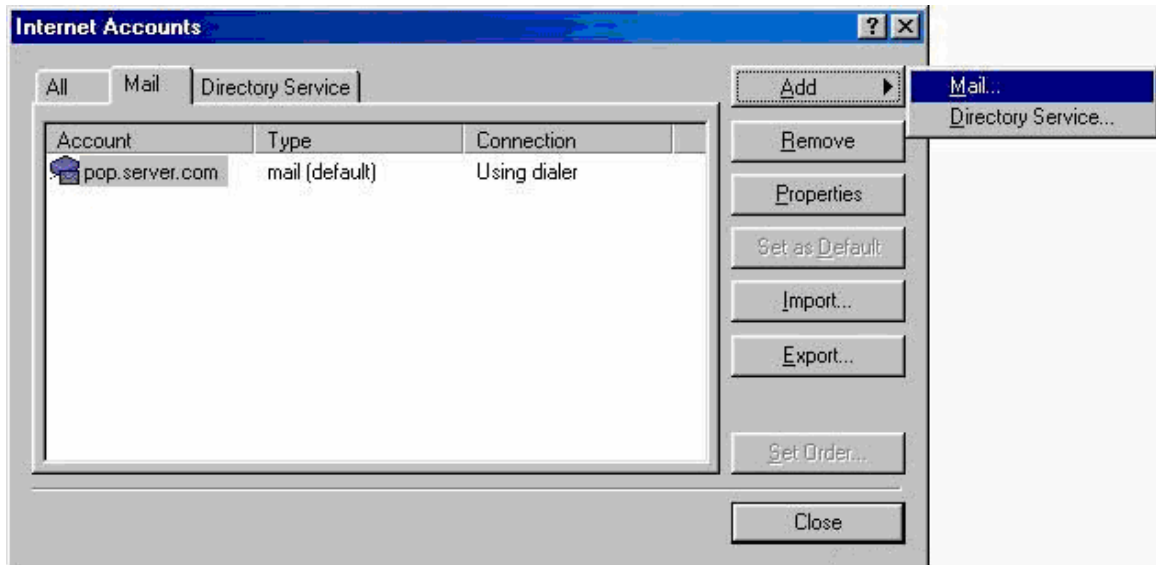 Internet Accounts
All Mail Directory Service
Add
Mail...
Directory Service...
Account Type Connection
Remove
pop.server.com mail (default) Using dialer
Properties
Set as Default
Import...
Export...
Set Order...
Close